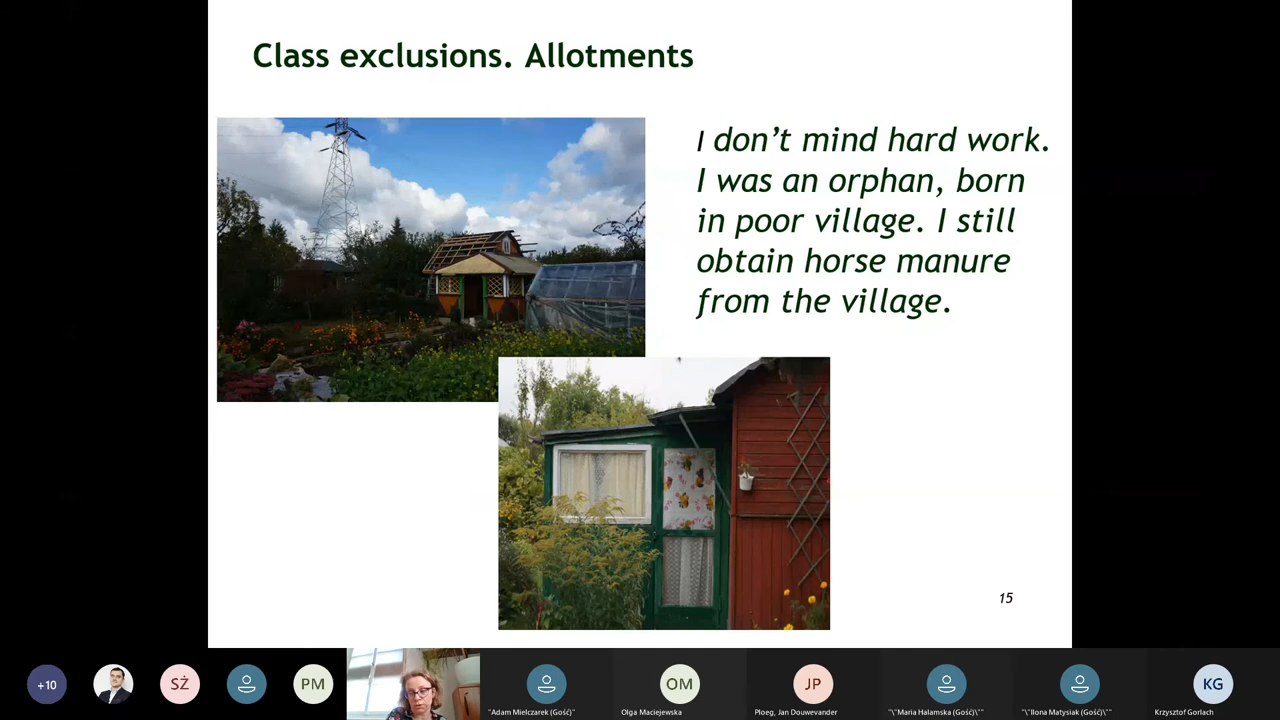 Class exclusions. Allotments
I don't mind hard work.
I was an orphan, born
in poor village. I still
obtain horse manure
from the village.
15
+10
SŻ
PM
OM
JP
KG
"Adam Mielczarek (Gość)"
Olga Maciejewska
Ploeg, Jan Douwevander
"\"Maria Halamska (Gość)\""
"\"Ilona Matysiak (Gość)\""
Krzysztof Gorlach